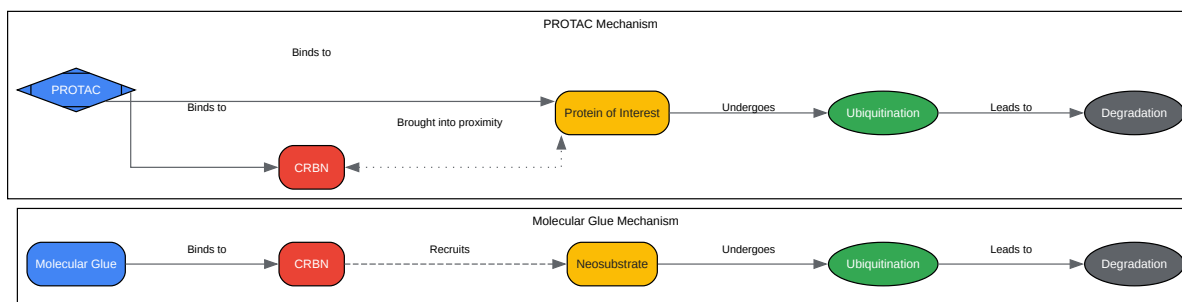 PROTAC Mechanism
Binds to
PROTAC
Binds to
Protein of Interest
Undergoes
Ubiquitination
Leads to
Degradation
Brought into proximity
CRBN
Molecular Glue Mechanism
Molecular Glue
Binds to
CRBN
Recruits
Neosubstrate
Undergoes
Ubiquitination
Leads to
Degradation